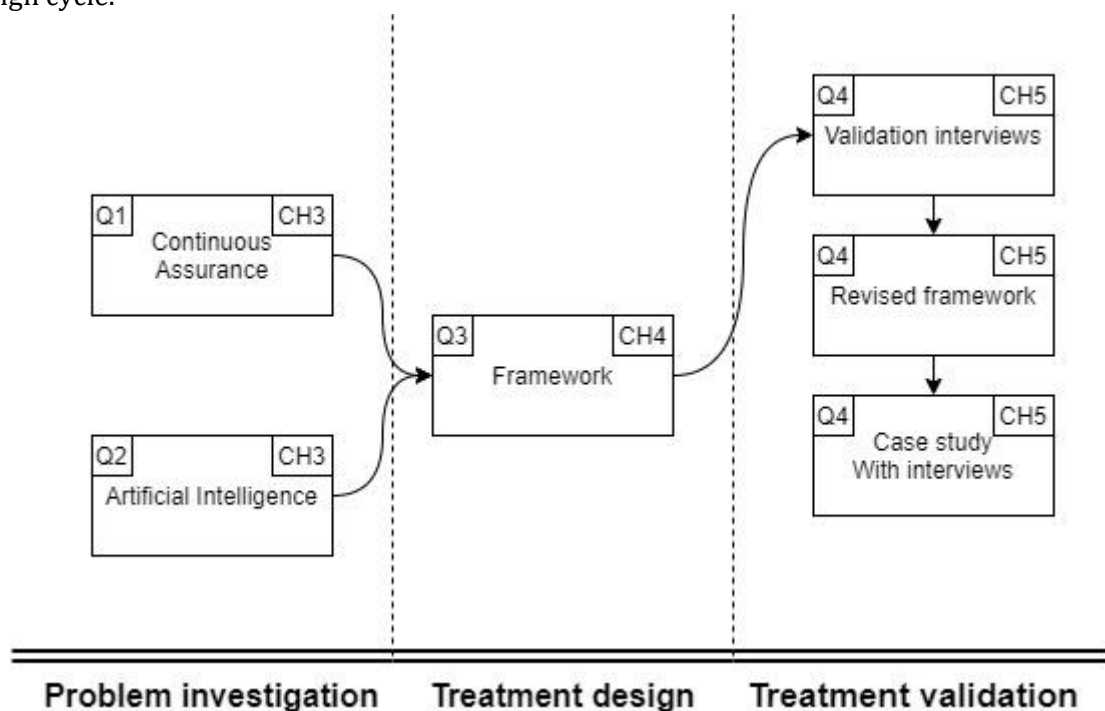 ign cycle.
Q1 CH3
Continuous
Assurance
Q2 CH3
Artificial Intelligence
Q3 CH4
Framework
Q4 CH5
Validation interviews
Q4 CH5
Revised framework
Q4 CH5
Case study
With interviews
Problem investigation Treatment design Treatment validation